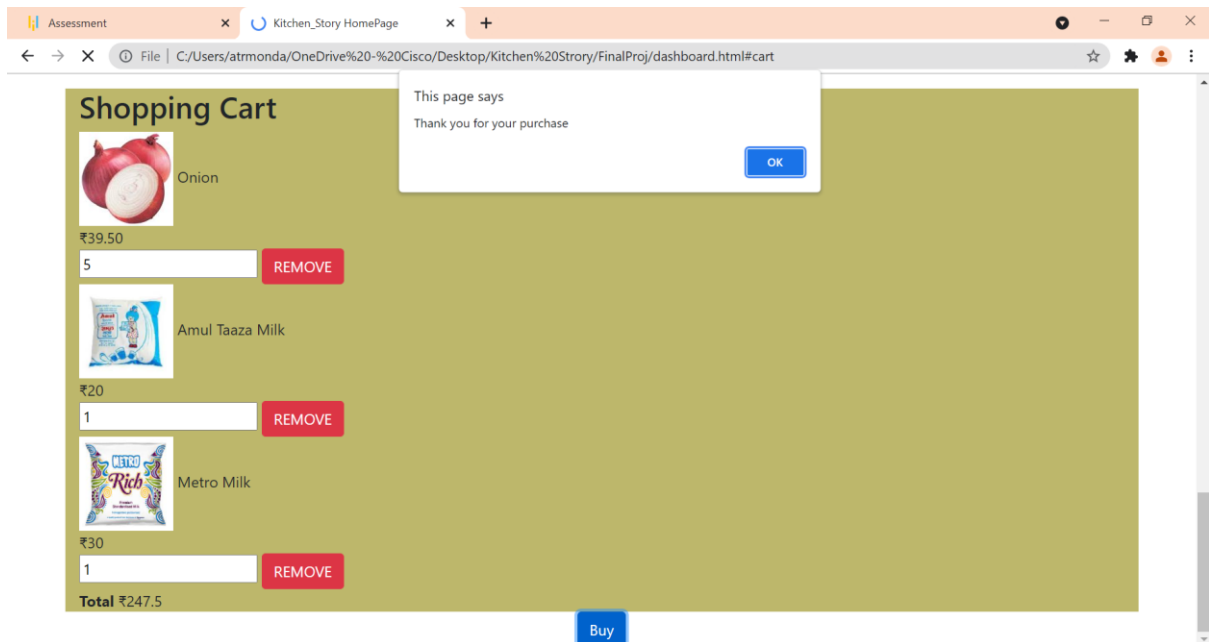 Assessment
Kitchen_Story HomePage
File | C:/Users/atrmonda/OneDrive%20-%20Cisco/Desktop/Kitchen%20Strory/FinalProj/dashboard.html#cart
This page says
Thank you for your purchase
OK
Shopping Cart
Onion
₹39.50
5 REMOVE
Amul Taaza Milk
₹20
1 REMOVE
METRO
Rich
Metro Milk
₹30
1 REMOVE
Total ₹247.5
Buy